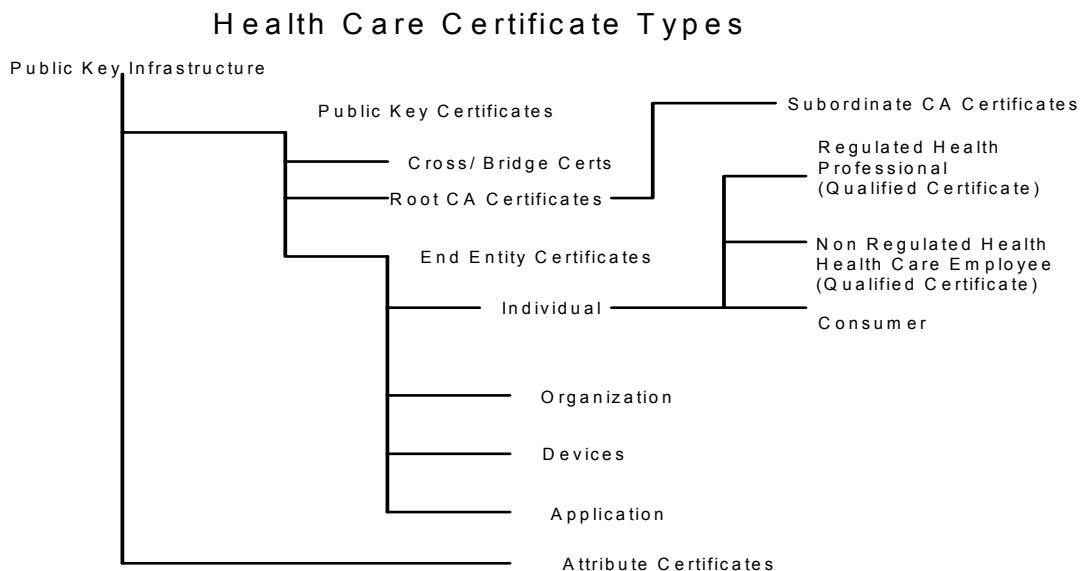 Health Care Certificate Types
Public Key Infrastructure
Public Key Certificates
Subordinate CA Certificates
Cross/ Bridge Certs
Regulated Health
Professional
(Qualified Certificate)
Root CA Certificates
End Entity Certificates
Non Regulated Health
Health Care Employee
(Qualified Certificate)
Individual
Consumer
Organization
Devices
Application
Attribute Certificates